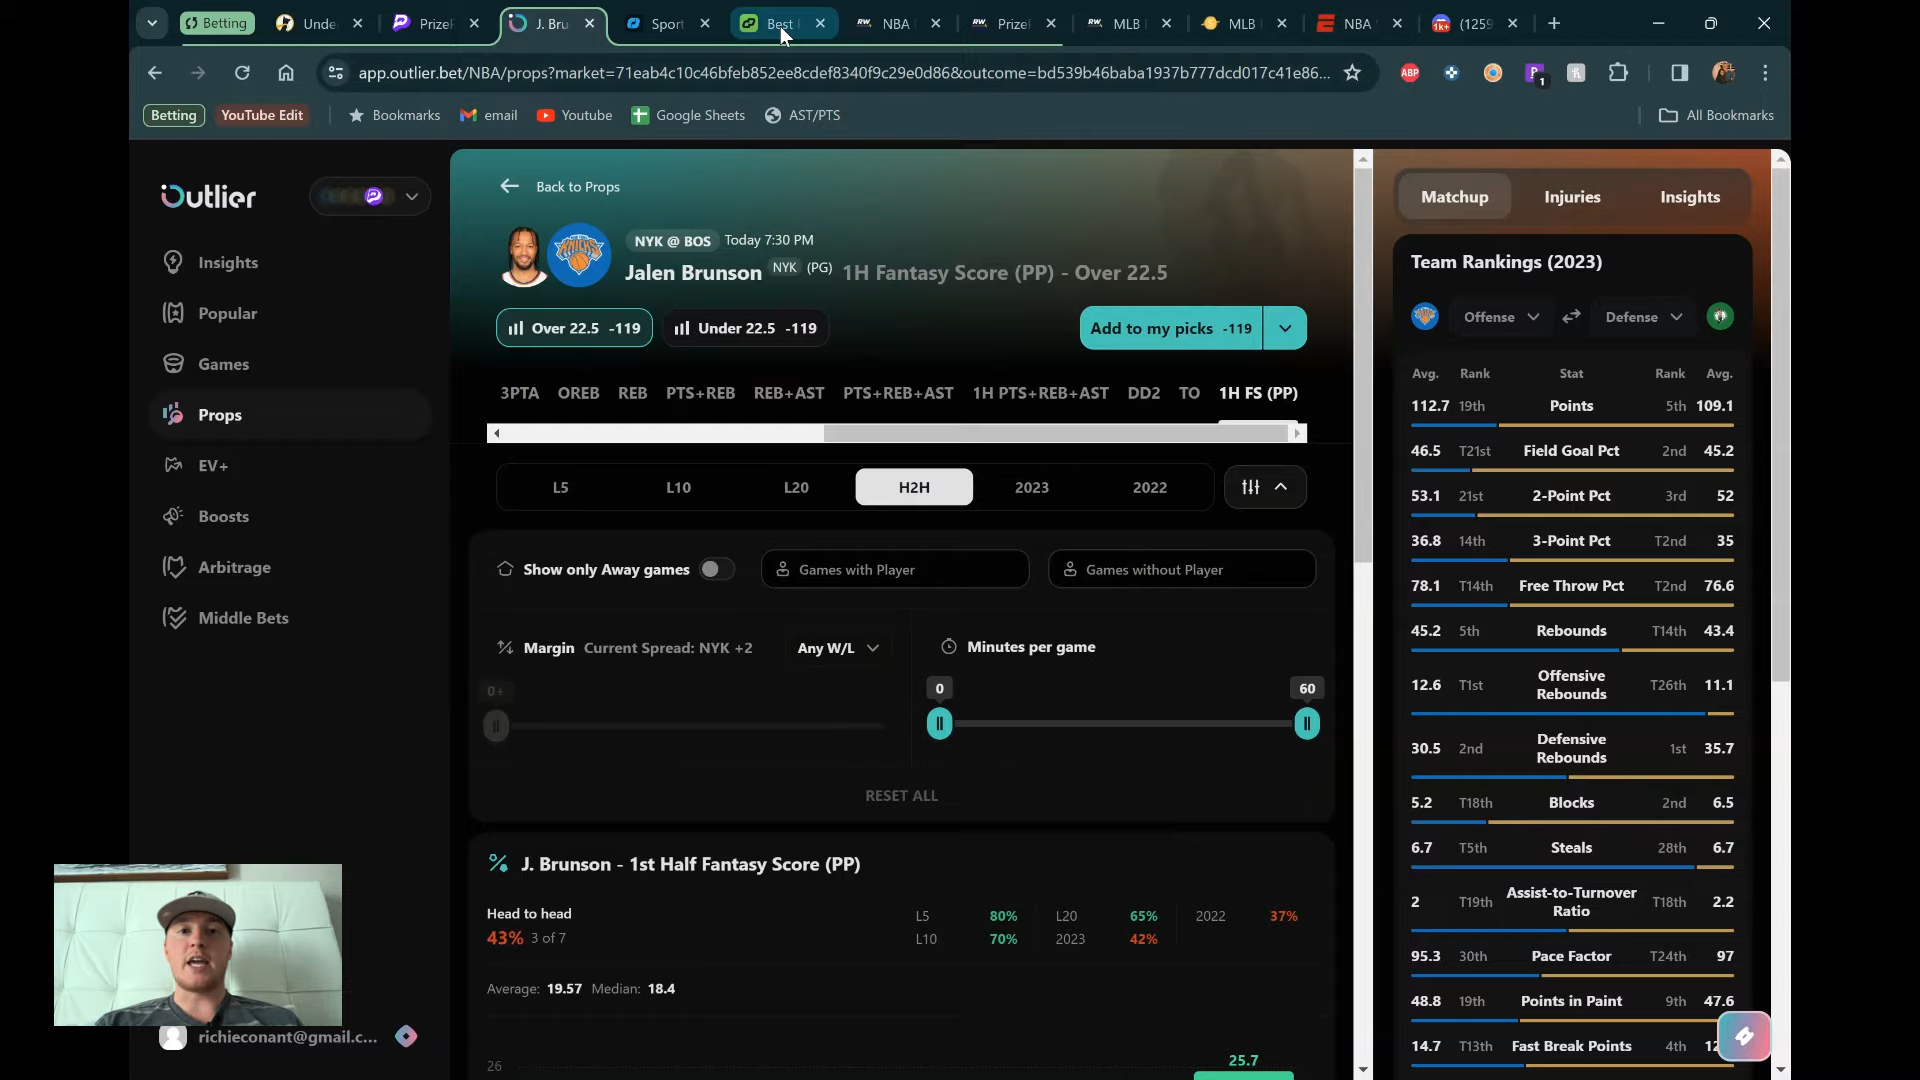 Betting
Unde
PrizeP
J. Bru
Sport
Best
NBA
PrizeP
MLB
MLB
NBA
(1259
app.outlier.bet/NBA/props?market=71eab4c10c46bfeb852ee8cdef8340f9c29e0d86&outcome=bd539b46baba1937b777dcd017c41e86...
ABP
1
Betting
YouTube Edit
Bookmarks
email
Youtube
Google Sheets
AST/PTS
All Bookmarks
Outlier
Insights
Popular
Games
Props
EV+
Boosts
Arbitrage
Middle Bets
richieconant@gmail.c...
Back to Props
NYK @ BOS Today 7:30 PM
Jalen Brunson NYK (PG) 1H Fantasy Score (PP) - Over 22.5
Over 22.5 -119
Under 22.5 -119
Add to my picks -119
3PTA OREB REB PTS+REB REB+AST PTS+REB+AST 1H PTS+REB+AST DD2 TO 1H FS (PP)
L5 L10 L20 H2H 2023 2022
Show only Away games
Games with Player
Games without Player
Margin Current Spread: NYK +2 Any W/L
Minutes per game
0+
0 60
RESET ALL
J. Brunson - 1st Half Fantasy Score (PP)
Head to head
43% 3 of 7
L5 80% L20 65% 2022 37%
L10 70% 2023 42%
Average: 19.57 Median: 18.4
26
25.7
Matchup Injuries Insights
Team Rankings (2023)
Offense Defense
Avg. Rank Stat Rank Avg.
112.7 19th Points 5th 109.1
46.5 T21st Field Goal Pct 2nd 45.2
53.1 21st 2-Point Pct 3rd 52
36.8 14th 3-Point Pct T2nd 35
78.1 T14th Free Throw Pct T2nd 76.6
45.2 5th Rebounds T14th 43.4
12.6 T1st Offensive Rebounds T26th 11.1
30.5 2nd Defensive Rebounds 1st 35.7
5.2 T18th Blocks 2nd 6.5
6.7 T5th Steals 28th 6.7
2 T19th Assist-to-Turnover Ratio T18th 2.2
95.3 30th Pace Factor T24th 97
48.8 19th Points in Paint 9th 47.6
14.7 T13th Fast Break Points 4th